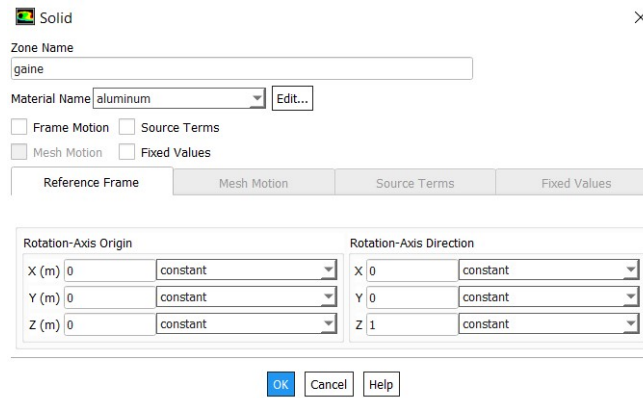 Solid
Zone Name
gaine
Material Name aluminum Edit...
Frame Motion Source Terms
Mesh Motion Fixed Values
Reference Frame Mesh Motion Source Terms Fixed Values
Rotation-Axis Origin Rotation-Axis Direction
X (m) 0 constant X 0 constant
Y (m) 0 constant Y 0 constant
Z (m) 0 constant Z 1 constant
OK Cancel Help